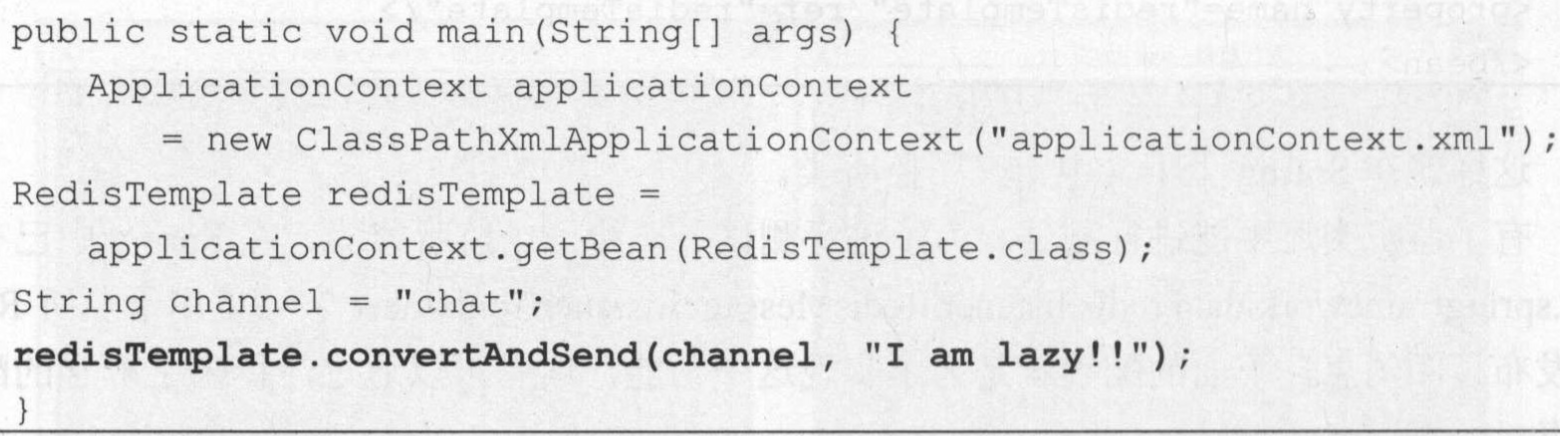 public static void main(String[] args) {
ApplicationContext applicationContext
= new ClassPathXmlApplicationContext("applicationContext.xml");
RedisTemplate redisTemplate =
applicationContext.getBean(RedisTemplate.class);
String channel = "chat";
redisTemplate.convertAndSend(channel, "I am lazy!!");
}